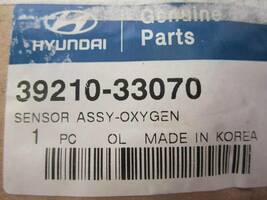 Genuine
HYUNDAI Parts
39210-33070
SENSOR ASSY-OXYGEN
1 PC OL MADE IN KOREA